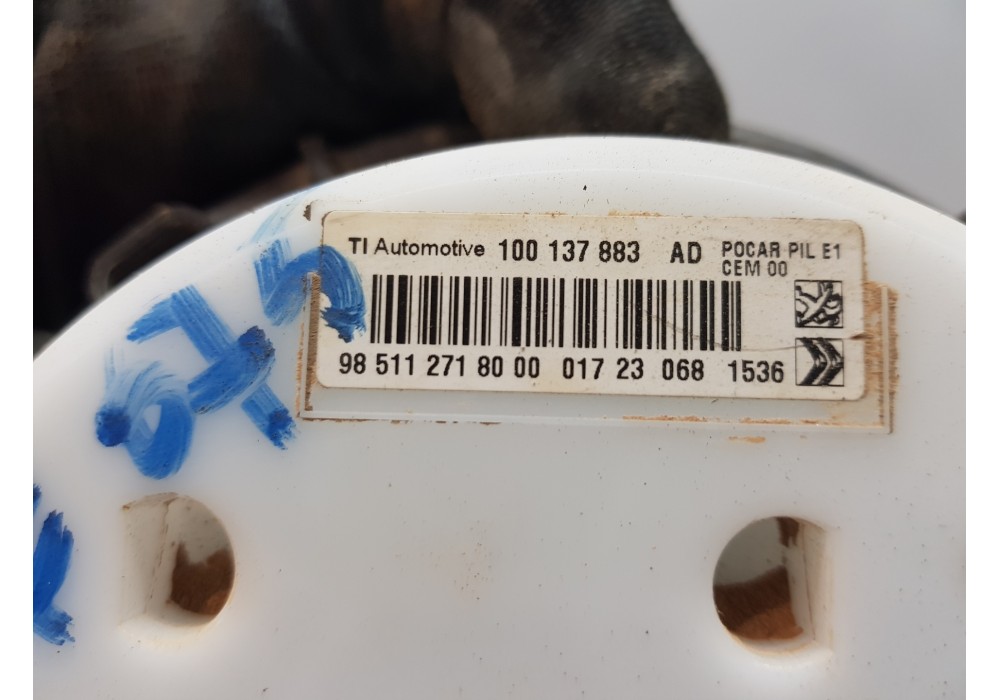 TI Automotive 100 137 883 AD POCAR PIL E1
CEM 00
98 511 271 80 00 017 23 068 1536